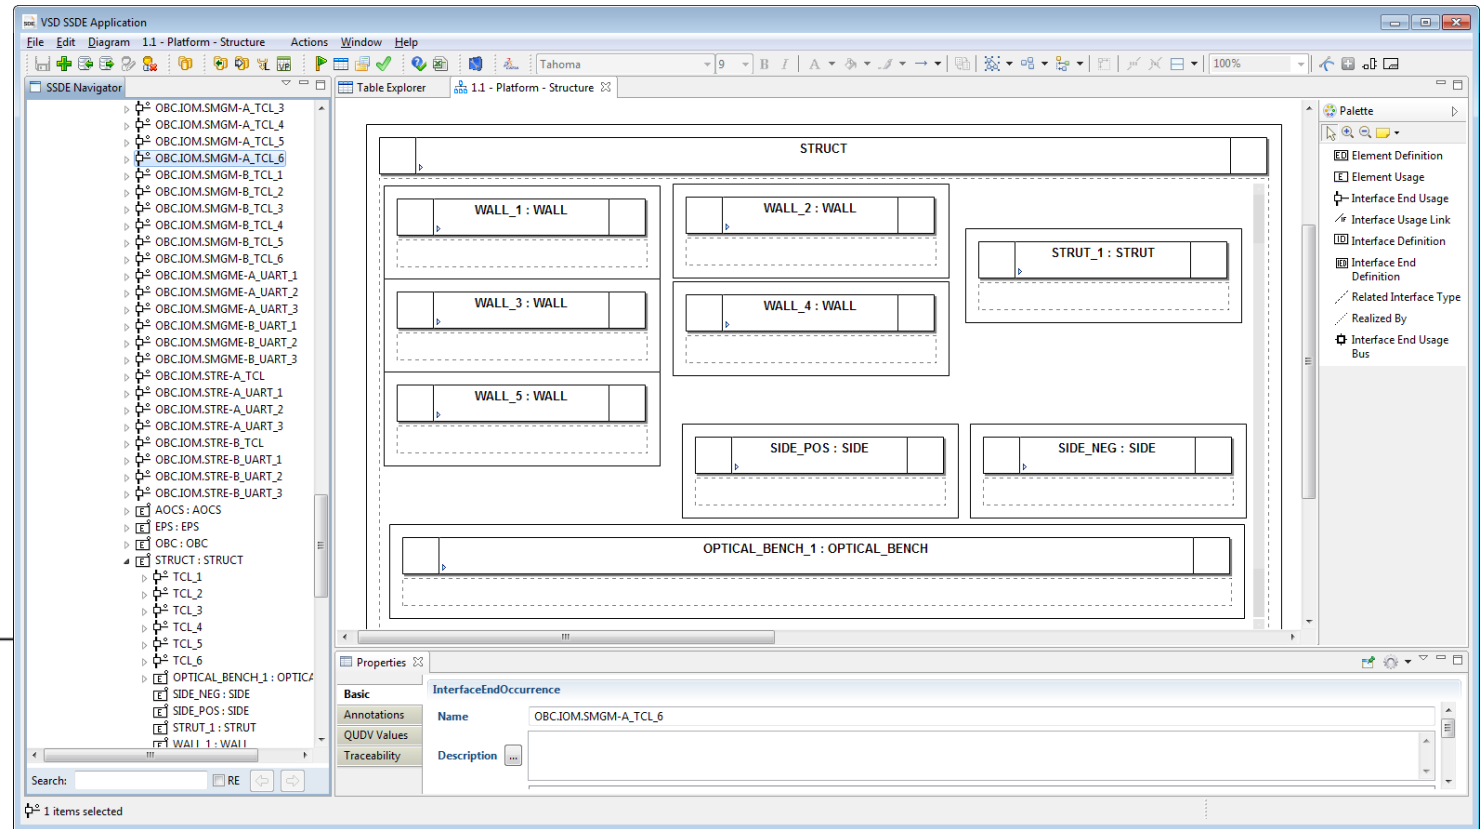 VSD SSDE Application
File Edit Diagram 1.1 - Platform - Structure Actions Window Help
Tahoma 9 B I A 100%
SSDE Navigator
OBC.IOM.SMGM-A_TCL_3
OBC.IOM.SMGM-A_TCL_4
OBC.IOM.SMGM-A_TCL_5
OBC.IOM.SMGM-A_TCL_6
OBC.IOM.SMGM-B_TCL_1
OBC.IOM.SMGM-B_TCL_2
OBC.IOM.SMGM-B_TCL_3
OBC.IOM.SMGM-B_TCL_4
OBC.IOM.SMGM-B_TCL_5
OBC.IOM.SMGM-B_TCL_6
OBC.IOM.SMGME-A_UART_1
OBC.IOM.SMGME-A_UART_2
OBC.IOM.SMGME-A_UART_3
OBC.IOM.SMGME-B_UART_1
OBC.IOM.SMGME-B_UART_2
OBC.IOM.SMGME-B_UART_3
OBC.IOM.STRE-A_TCL
OBC.IOM.STRE-A_UART_1
OBC.IOM.STRE-A_UART_2
OBC.IOM.STRE-A_UART_3
OBC.IOM.STRE-B_TCL
OBC.IOM.STRE-B_UART_1
OBC.IOM.STRE-B_UART_2
OBC.IOM.STRE-B_UART_3
E AOCS : AOCS
E EPS : EPS
E OBC : OBC
E STRUCT : STRUCT
TCL_1
TCL_2
TCL_3
TCL_4
TCL_5
TCL_6
E OPTICAL_BENCH_1 : OPTICA
E SIDE_NEG : SIDE
E SIDE_POS : SIDE
E STRUT_1 : STRUT
E WALL_1 : WALL
Search: RE
1 items selected
Table Explorer 1.1 - Platform - Structure
STRUCT
WALL_1 : WALL
WALL_2 : WALL
STRUT_1 : STRUT
WALL_3 : WALL
WALL_4 : WALL
WALL_5 : WALL
SIDE_POS : SIDE
SIDE_NEG : SIDE
OPTICAL_BENCH_1 : OPTICAL_BENCH
Palette
ED Element Definition
E Element Usage
Interface End Usage
Interface Usage Link
ID Interface Definition
Interface End
Definition
Related Interface Type
Realized By
Interface End Usage
Bus
Properties
Basic
Annotations
QUDV Values
Traceability
InterfaceEndOccurrence
Name OBC.IOM.SMGM-A_TCL_6
Description ...